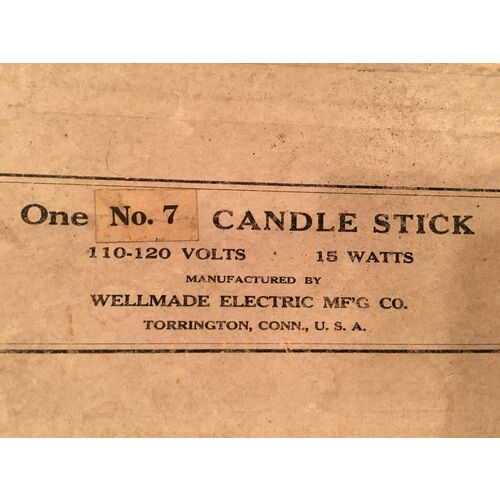 One No. 7 CANDLE STICK
110-120 VOLTS 15 WATTS
MANUFACTURED BY
WELLMADE ELECTRIC MF'G CO.
TORRINGTON, CONN., U. S. A.